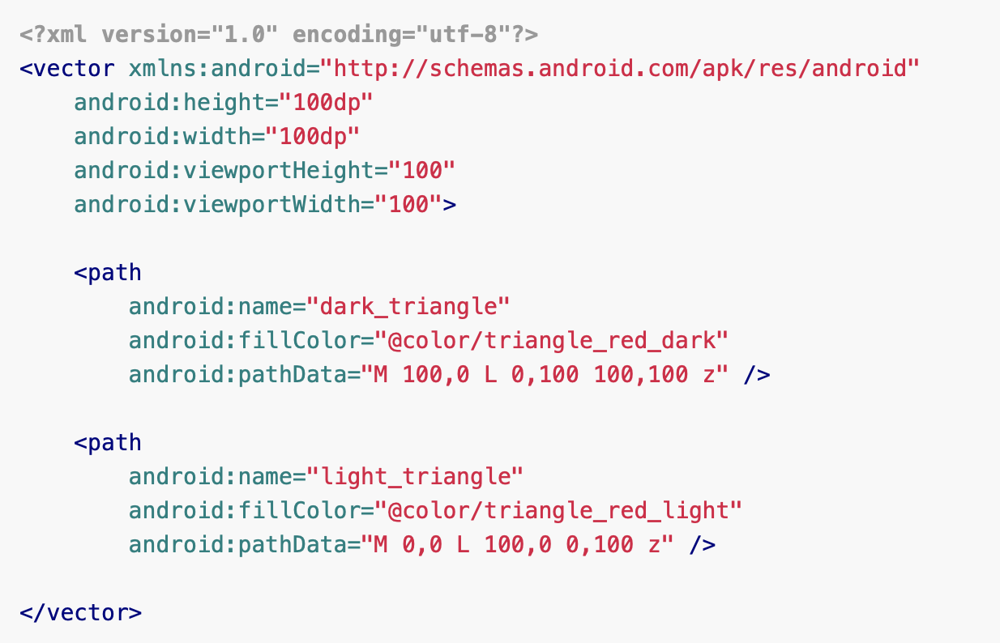 <?xml version="1.0" encoding="utf-8"?>
<vector xmlns:android="http://schemas.android.com/apk/res/android"
    android:height="100dp"
    android:width="100dp"
    android:viewportHeight="100"
    android:viewportWidth="100">

    <path
        android:name="dark_triangle"
        android:fillColor="@color/triangle_red_dark"
        android:pathData="M 100,0 L 0,100 100,100 z" />

    <path
        android:name="light_triangle"
        android:fillColor="@color/triangle_red_light"
        android:pathData="M 0,0 L 100,0 0,100 z" />

</vector>